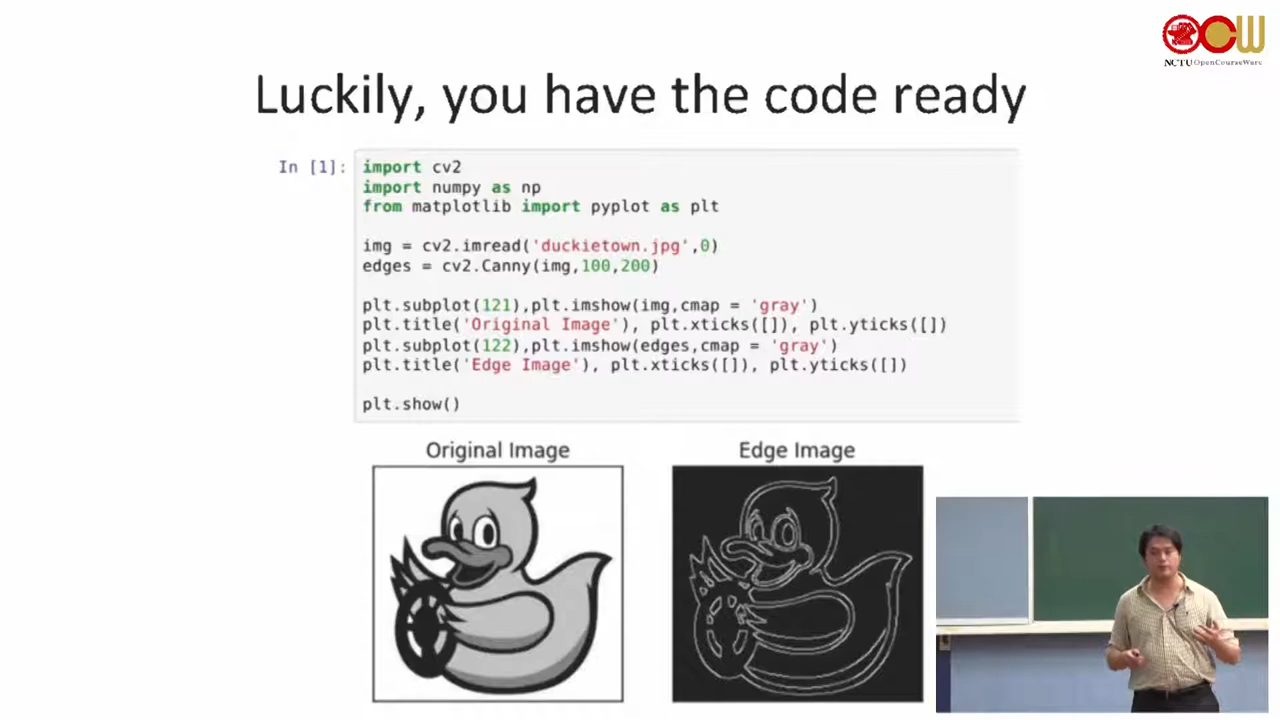 OCW
NCTU OpenCourseWare
Luckily, you have the code ready
In [1]:
import cv2
import numpy as np
from matplotlib import pyplot as plt
img = cv2.imread('duckietown.jpg',0)
edges = cv2.Canny(img,100,200)
plt.subplot(121),plt.imshow(img,cmap = 'gray')
plt.title('Original Image'), plt.xticks([]), plt.yticks([])
plt.subplot(122),plt.imshow(edges,cmap = 'gray')
plt.title('Edge Image'), plt.xticks([]), plt.yticks([])
plt.show()
Original Image
Edge Image